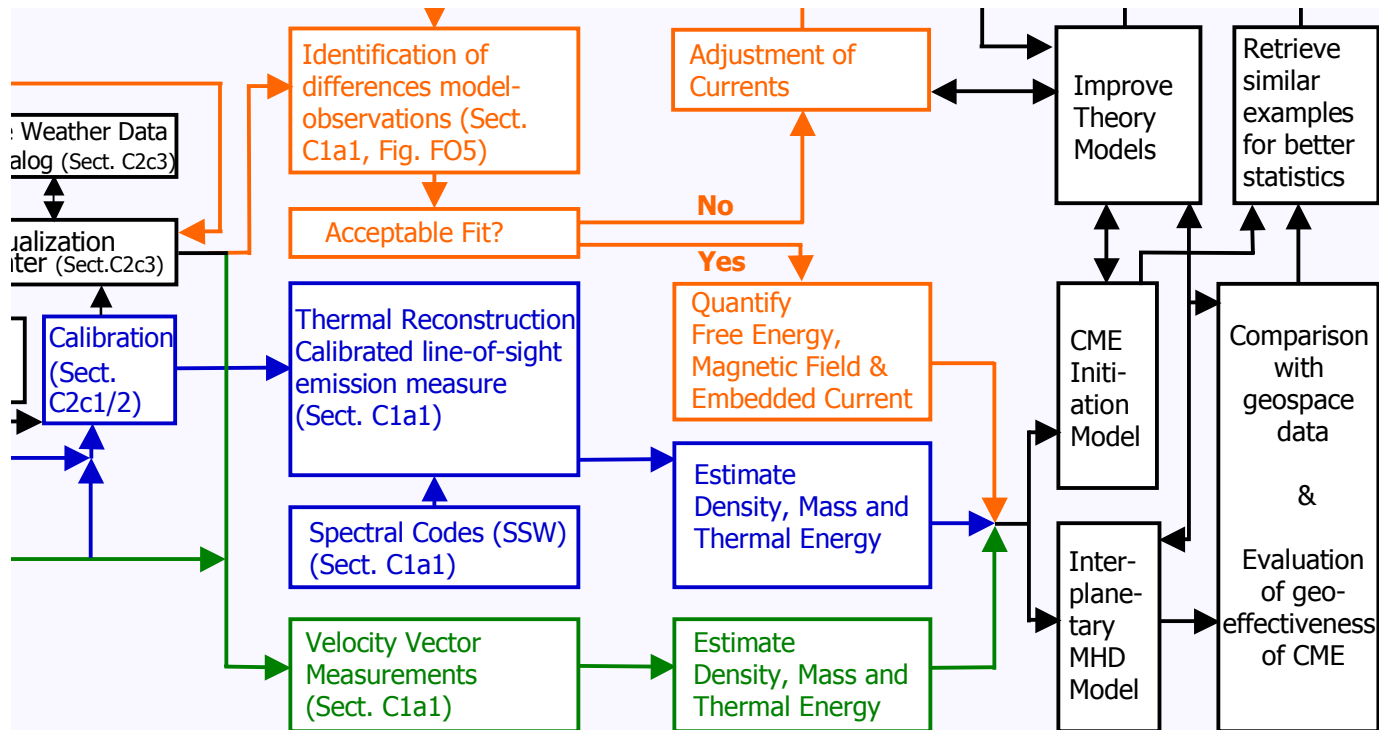 Identification of
differences model-
observations (Sect.
C1a1, Fig. FO5)
Adjustment of
Currents
Improve
Theory
Models
Retrieve
similar
examples
for better
statistics
Weather Data
(Sect. C2c3)
(Sect.C2c3)
Acceptable Fit?
No
Yes
Calibration
(Sect.
C2c1/2)
Thermal Reconstruction
Calibrated line-of-sight
emission measure
(Sect. C1a1)
Quantify
Free Energy,
Magnetic Field &
Embedded Current
CME
Initi-
ation
Model
Comparison
with
geospace
data
&
Evaluation
of geo-
effectiveness
of CME
Spectral Codes (SSW)
(Sect. C1a1)
Estimate
Density, Mass and
Thermal Energy
Inter-
plane-
tary
MHD
Model
Velocity Vector
Measurements
(Sect. C1a1)
Estimate
Density, Mass and
Thermal Energy